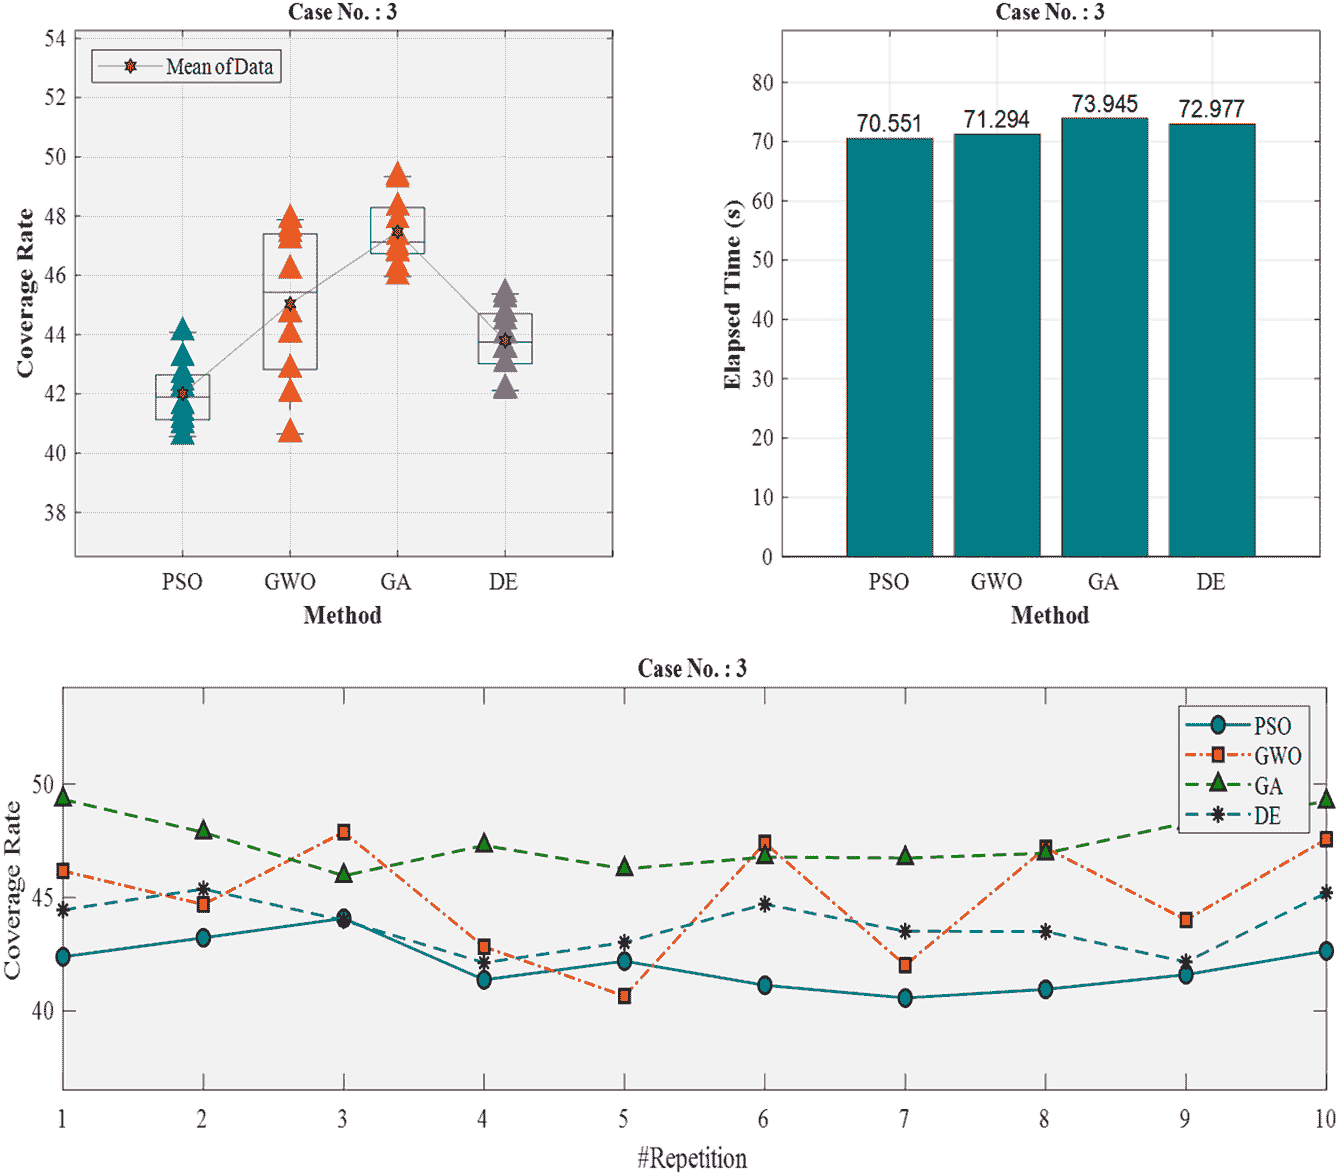 Case No. : 3
54
52
50
48
46
44
42
40
38
Coverage Rate
Mean of Data
PSO GWO GA DE
Method
Case No. : 3
80
70
60
50
40
30
20
10
0
Elapsed Time (s)
70.551 71.294 73.945 72.977
PSO GWO GA DE
Method
Case No. : 3
50
45
40
Coverage Rate
PSO
GWO
GA
DE
1 2 3 4 5 6 7 8 9 10
#Repetition